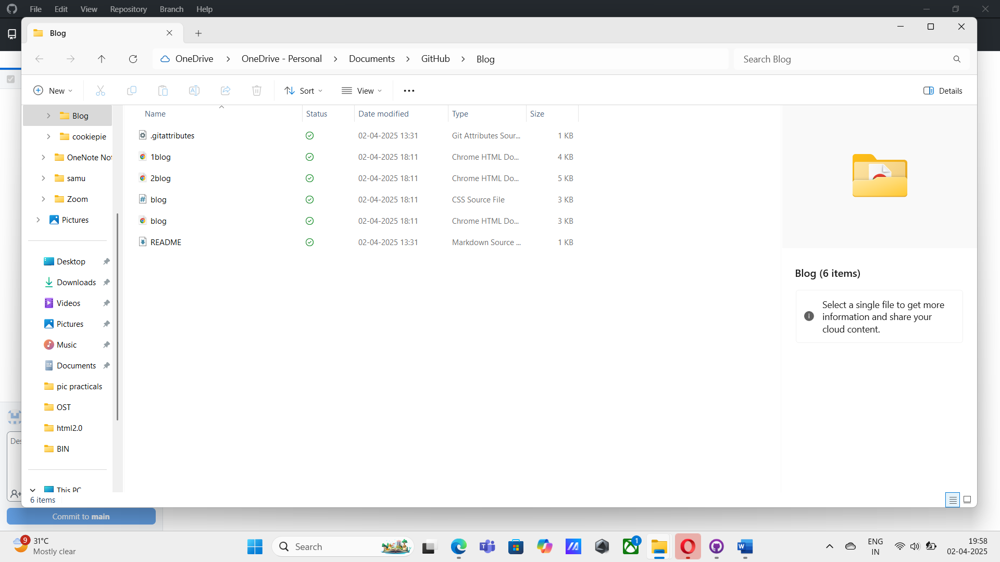 File Edit View Repository Branch Help
Blog
OneDrive > OneDrive - Personal > Documents > GitHub > Blog
Search Blog
New
Sort
View
Details
Blog
cookiepie
OneNote Not
samu
Zoom
Pictures
Desktop
Downloads
Videos
Pictures
Music
Documents
pic practicals
OST
html2.0
BIN
This PC
Name Status Date modified Type Size
.gitattributes 02-04-2025 13:31 Git Attributes Sour... 1 KB
1blog 02-04-2025 18:11 Chrome HTML Do... 4 KB
2blog 02-04-2025 18:11 Chrome HTML Do... 5 KB
blog 02-04-2025 18:11 CSS Source File 3 KB
blog 02-04-2025 18:11 Chrome HTML Do... 3 KB
README 02-04-2025 13:31 Markdown Source ... 1 KB
Blog (6 items)
Select a single file to get more
information and share your
cloud content.
Des
6 items
Commit to main
9
31°C
Mostly clear
Search
1
ENG
IN
19:58
02-04-2025